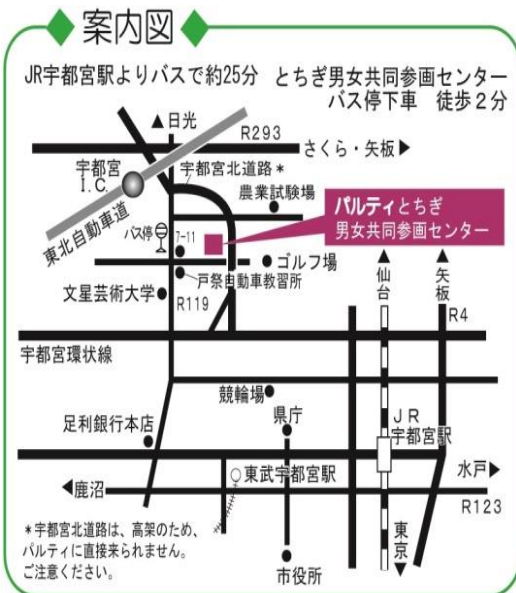 案内図
JR宇都宮駅よりバスで約25分 とちぎ男女共同参画センター
バス停下車 徒歩2分
▲日光
R293
さくら・矢板▶
宇都宮
I.C.
宇都宮北道路*
農業試験場
東北自動車道
バス停
7-11
パルティとちぎ
男女共同参画センター
ゴルフ場
戸祭自動車教習所
文星芸術大学
R119
▲仙台
▲矢板
R4
宇都宮環状線
競輪場
県庁
足利銀行本店
JR
宇都宮駅
水戸▶
東武宇都宮駅
◀鹿沼
R123
*宇都宮北道路は、高架のため、
パルティに直接来られません。
ご注意ください。
市役所
東京▼